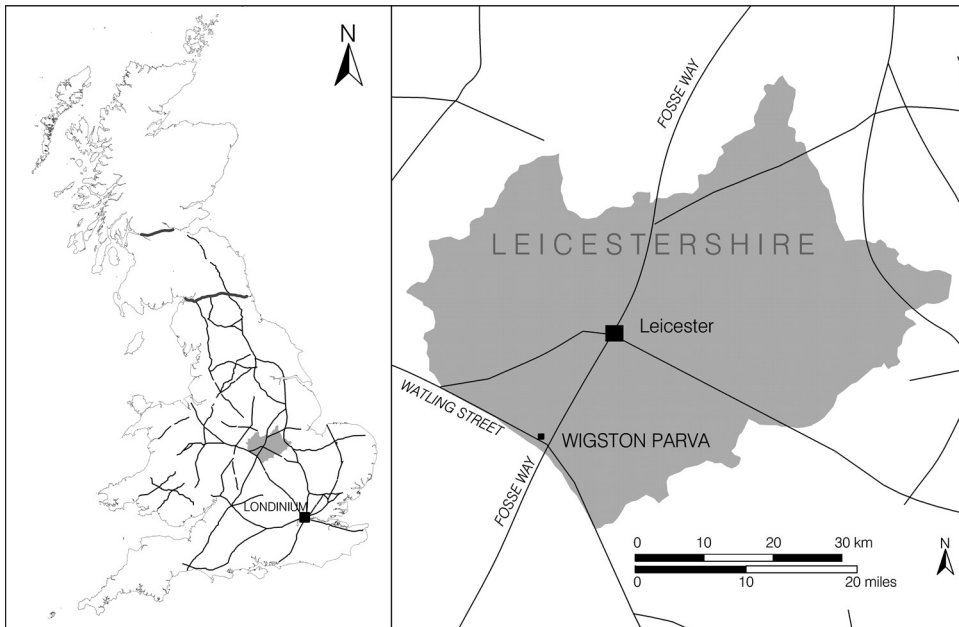 N
LONDINIUM
FOSSE WAY
LEICESTERSHIRE
Leicester
WATLING STREET
WIGSTON PARVA
FOSSE WAY
0 10 20 30 km
0 10 20 miles
N